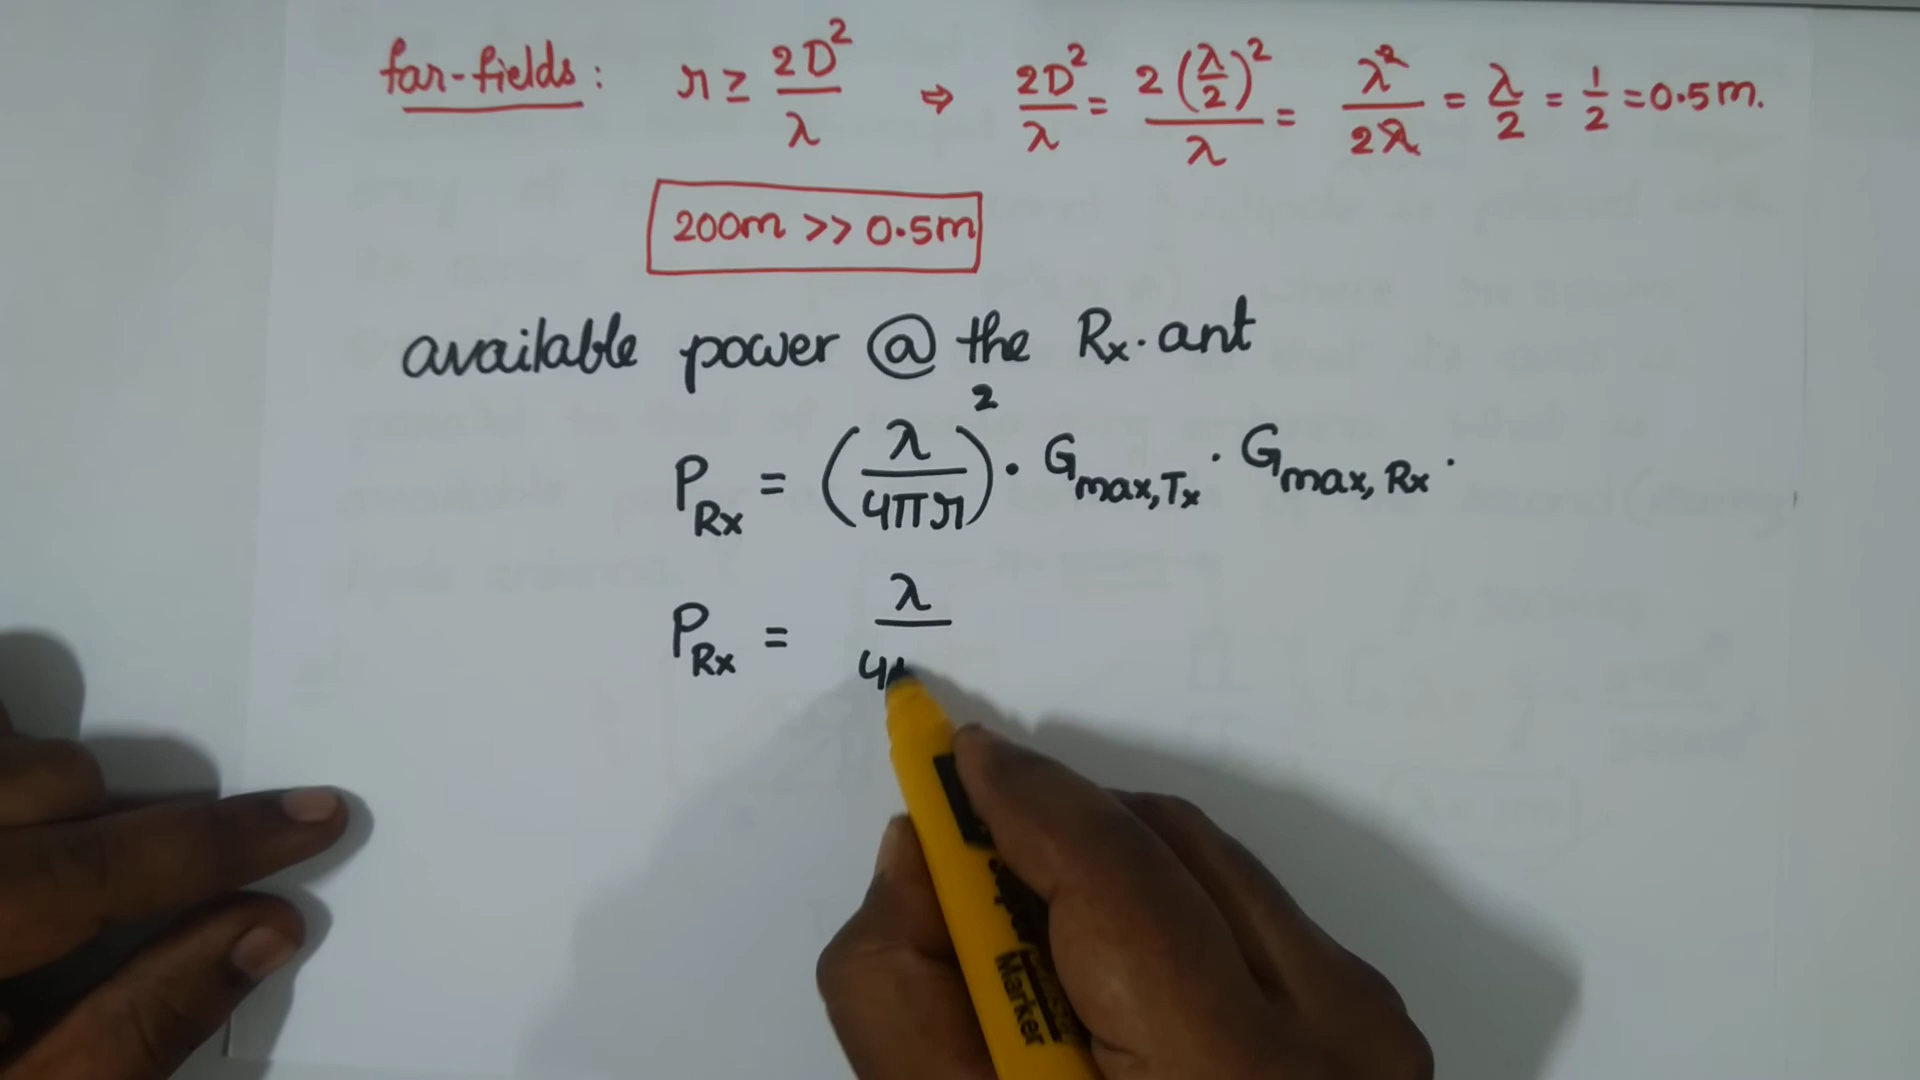 far-fields : r ≥ 2D²/λ ⇒ 2D²/λ = 2(λ/2)²/λ = λ²/2λ = λ/2 = 1/2 = 0.5m.
200m >> 0.5m
available power @ the Rx. ant
P_Rx = (λ/4πr)² · G_max,Tx · G_max,Rx ·
P_Rx = λ/4
Marker